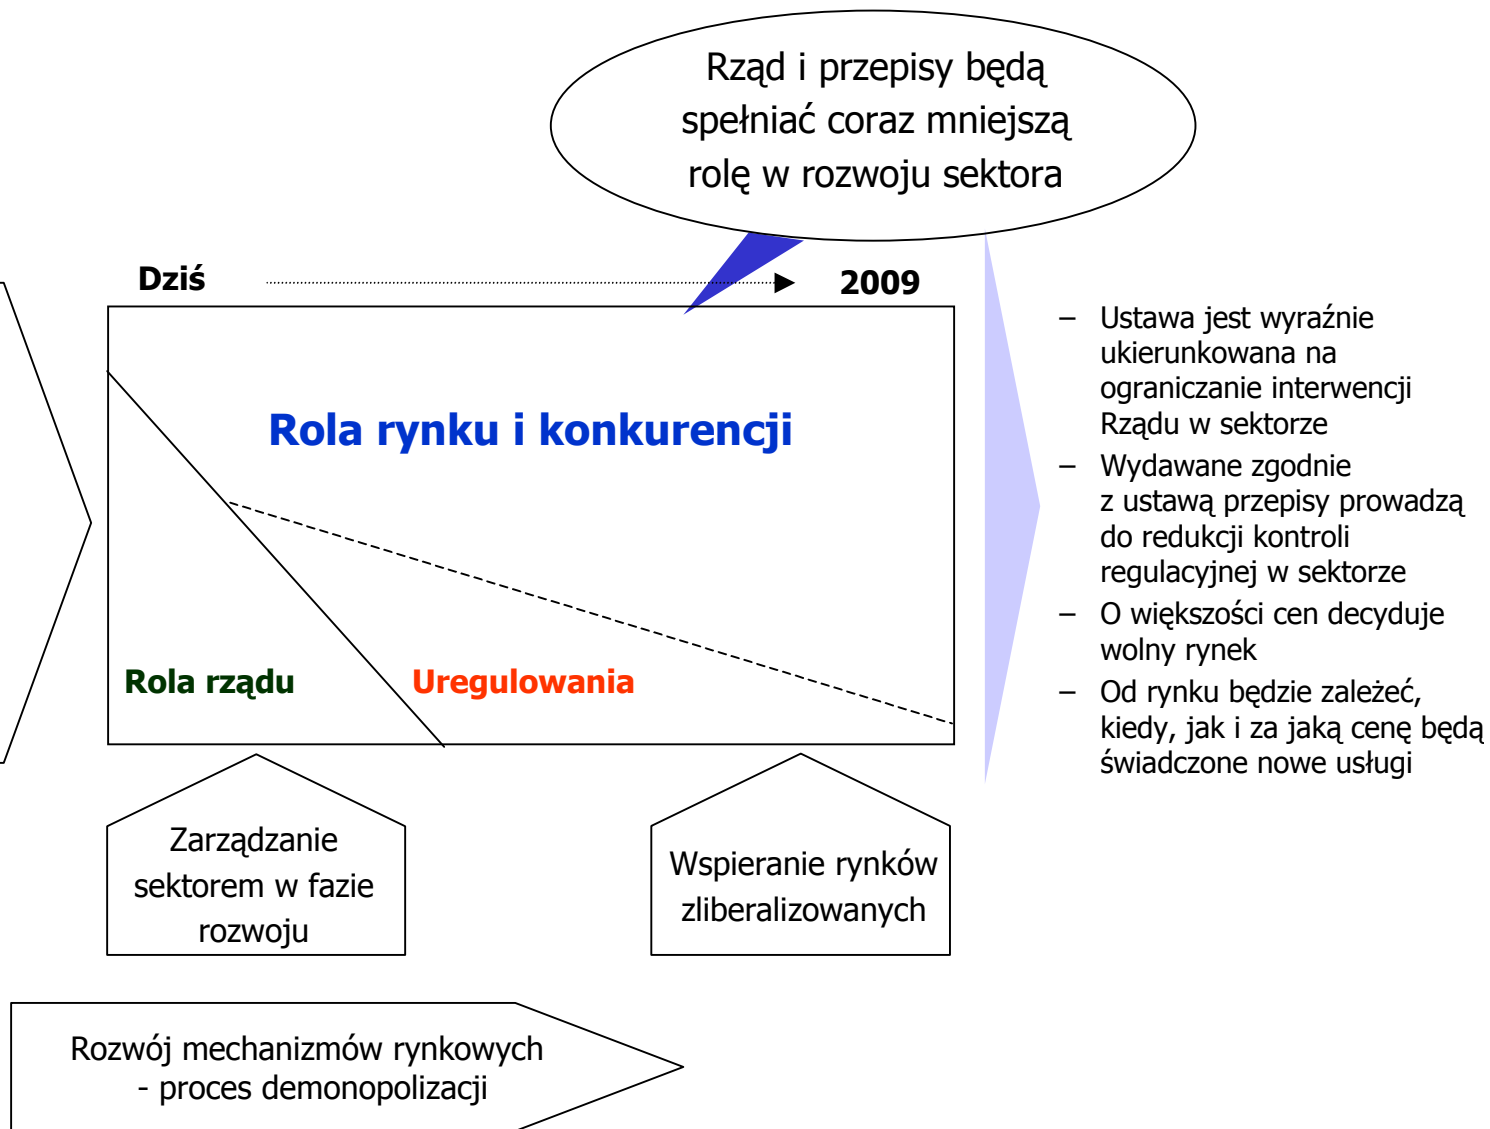 Rząd i przepisy będą
spełniać coraz mniejszą
rolę w rozwoju sektora
Dziś
2009
Rola rynku i konkurencji
Rola rządu
Uregulowania
– Ustawa jest wyraźnie
ukierunkowana na
ograniczanie interwencji
Rządu w sektorze
– Wydawane zgodnie
z ustawą przepisy prowadzą
do redukcji kontroli
regulacyjnej w sektorze
– O większości cen decyduje
wolny rynek
– Od rynku będzie zależeć,
kiedy, jak i za jaką cenę będą
świadczone nowe usługi
Zarządzanie
sektorem w fazie
rozwoju
Wspieranie rynków
zliberalizowanych
Rozwój mechanizmów rynkowych
- proces demonopolizacji